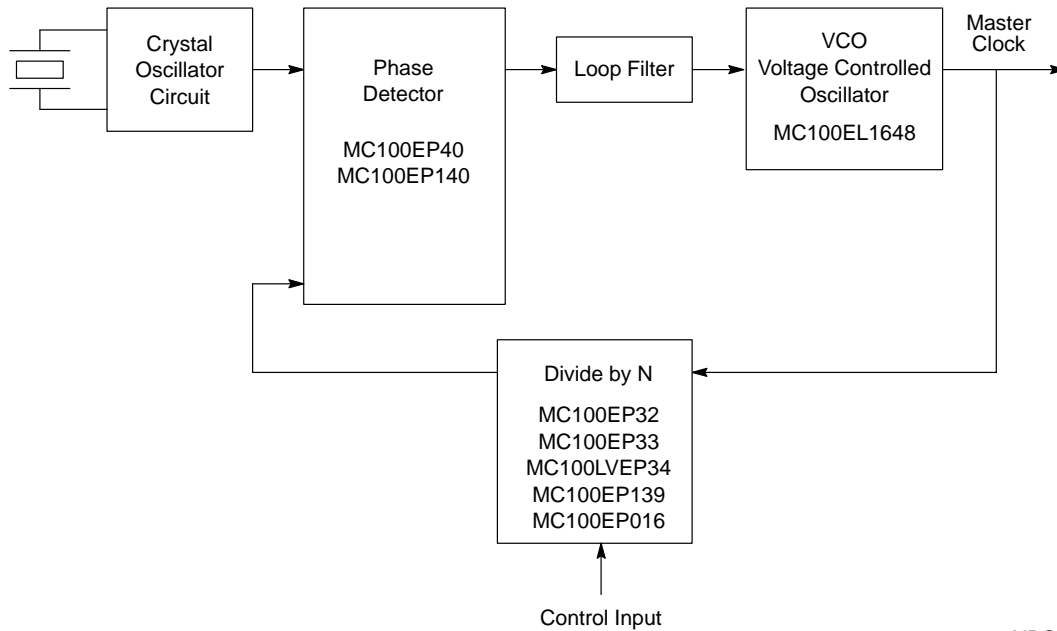 Crystal
Oscillator
Circuit
Phase
Detector
MC100EP40
MC100EP140
Loop Filter
VCO
Voltage Controlled
Oscillator
MC100EL1648
Master
Clock
Divide by N
MC100EP32
MC100EP33
MC100LVEP34
MC100EP139
MC100EP016
Control Input